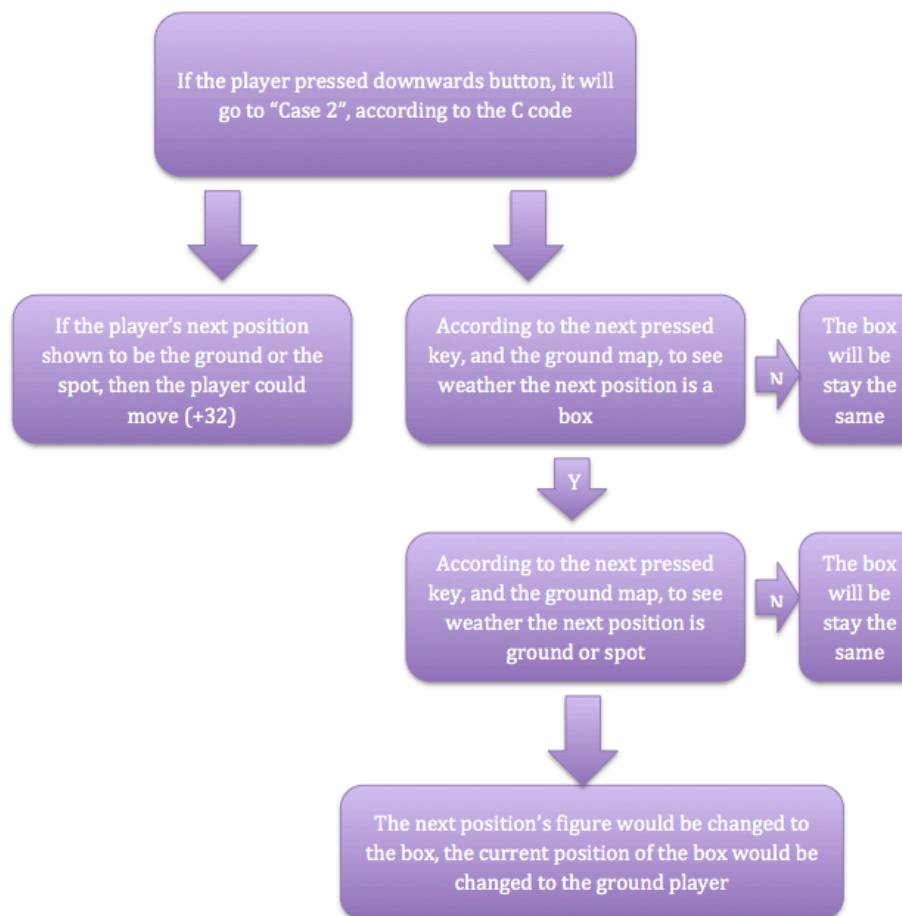 If the player pressed downwards button, it will
go to “Case 2”, according to the C code
If the player’s next position
shown to be the ground or the
spot, then the player could
move (+32)
According to the next pressed
key, and the ground map, to see
weather the next position is a
box
N
The box
will be
stay the
same
Y
According to the next pressed
key, and the ground map, to see
weather the next position is
ground or spot
N
The box
will be
stay the
same
The next position’s figure would be changed to
the box, the current position of the box would be
changed to the ground player